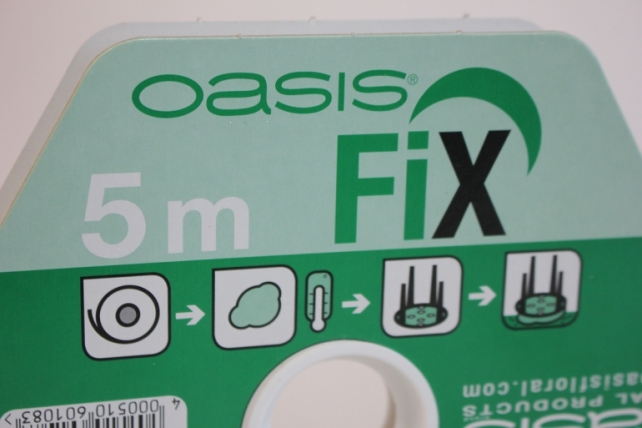 OASIS®
FiX
5 m
4 000510 601083
AL PRODUCTS
oasisfloral.com